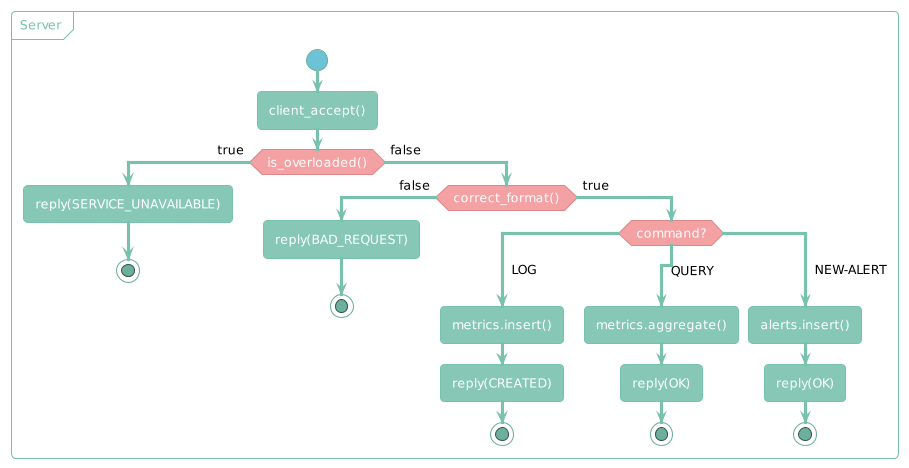 Server
client_accept()
true
is_overloaded()
false
reply(SERVICE_UNAVAILABLE)
false
correct_format()
true
reply(BAD_REQUEST)
command?
LOG
QUERY
NEW-ALERT
metrics.insert()
metrics.aggregate()
alerts.insert()
reply(CREATED)
reply(OK)
reply(OK)